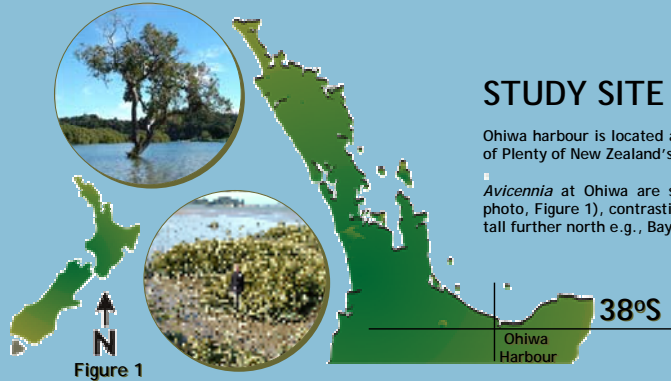 STUDY SITE
Ohiwa harbour is located
of Plenty of New Zealand's
Avicennia at Ohiwa are
photo, Figure 1), contrasti
tall further north e.g., Bay
38ºS
Ohiwa
Harbour
N
Figure 1